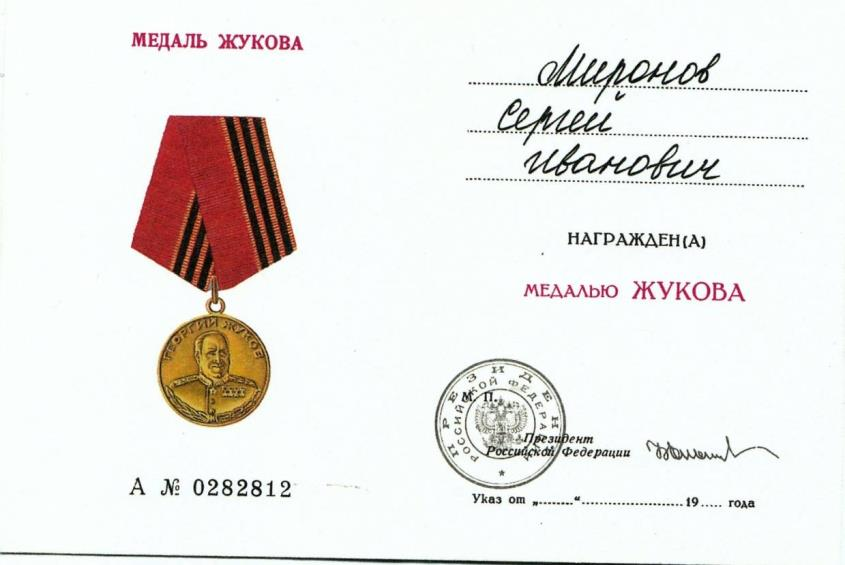 МЕДАЛЬ ЖУКОВА
ГЕОРГИЙ ЖУКОВ
А № 0282812
Миронов
Сергей
Иванович
НАГРАЖДЕН(А)
МЕДАЛЬЮ ЖУКОВА
ПРЕЗИДЕНТ
РОССИЙСКОЙ ФЕДЕРАЦИИ
М. П.
Президент
Российской Федерации
Указ от „........“ ........................ 19 ..... года